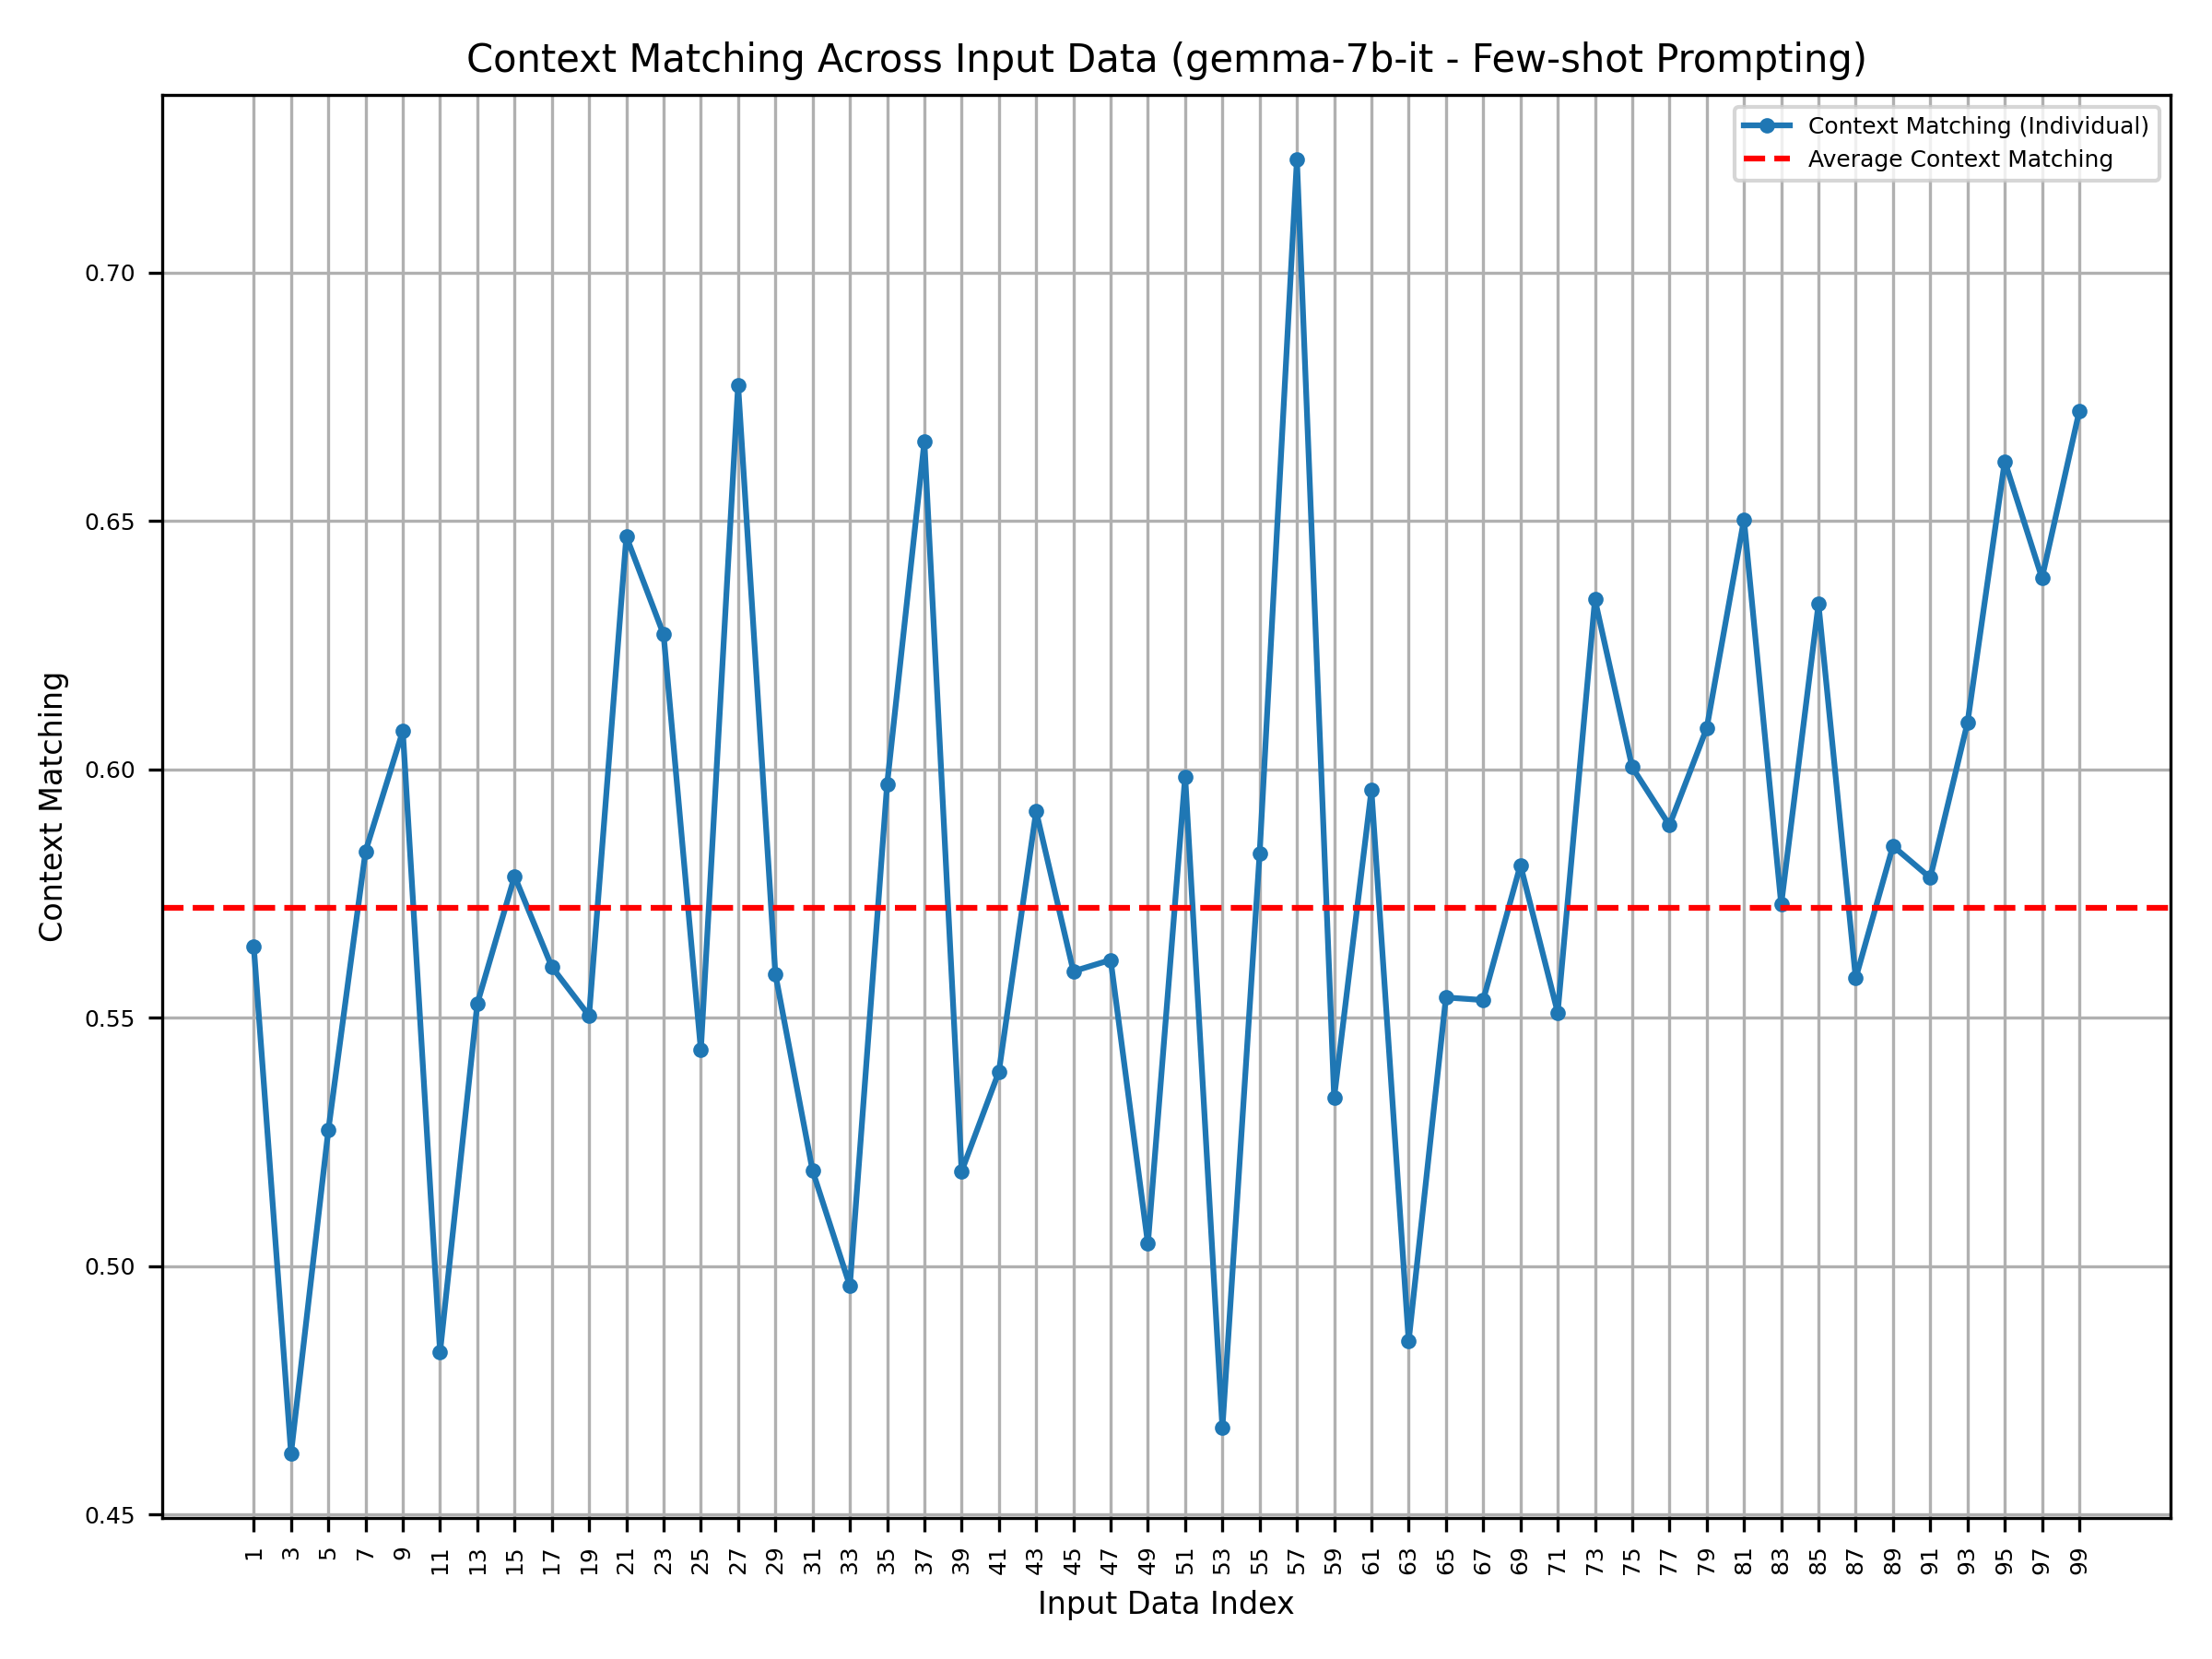 Context Matching Across Input Data (gemma-7b-it - Few-shot Prompting)
Context Matching (Individual)
Average Context Matching
Context Matching
0.70
0.65
0.60
0.55
0.50
0.45
1 3 5 7 9 11 13 15 17 19 21 23 25 27 29 31 33 35 37 39 41 43 45 47 49 51 53 55 57 59 61 63 65 67 69 71 73 75 77 79 81 83 85 87 89 91 93 95 97 99
Input Data Index